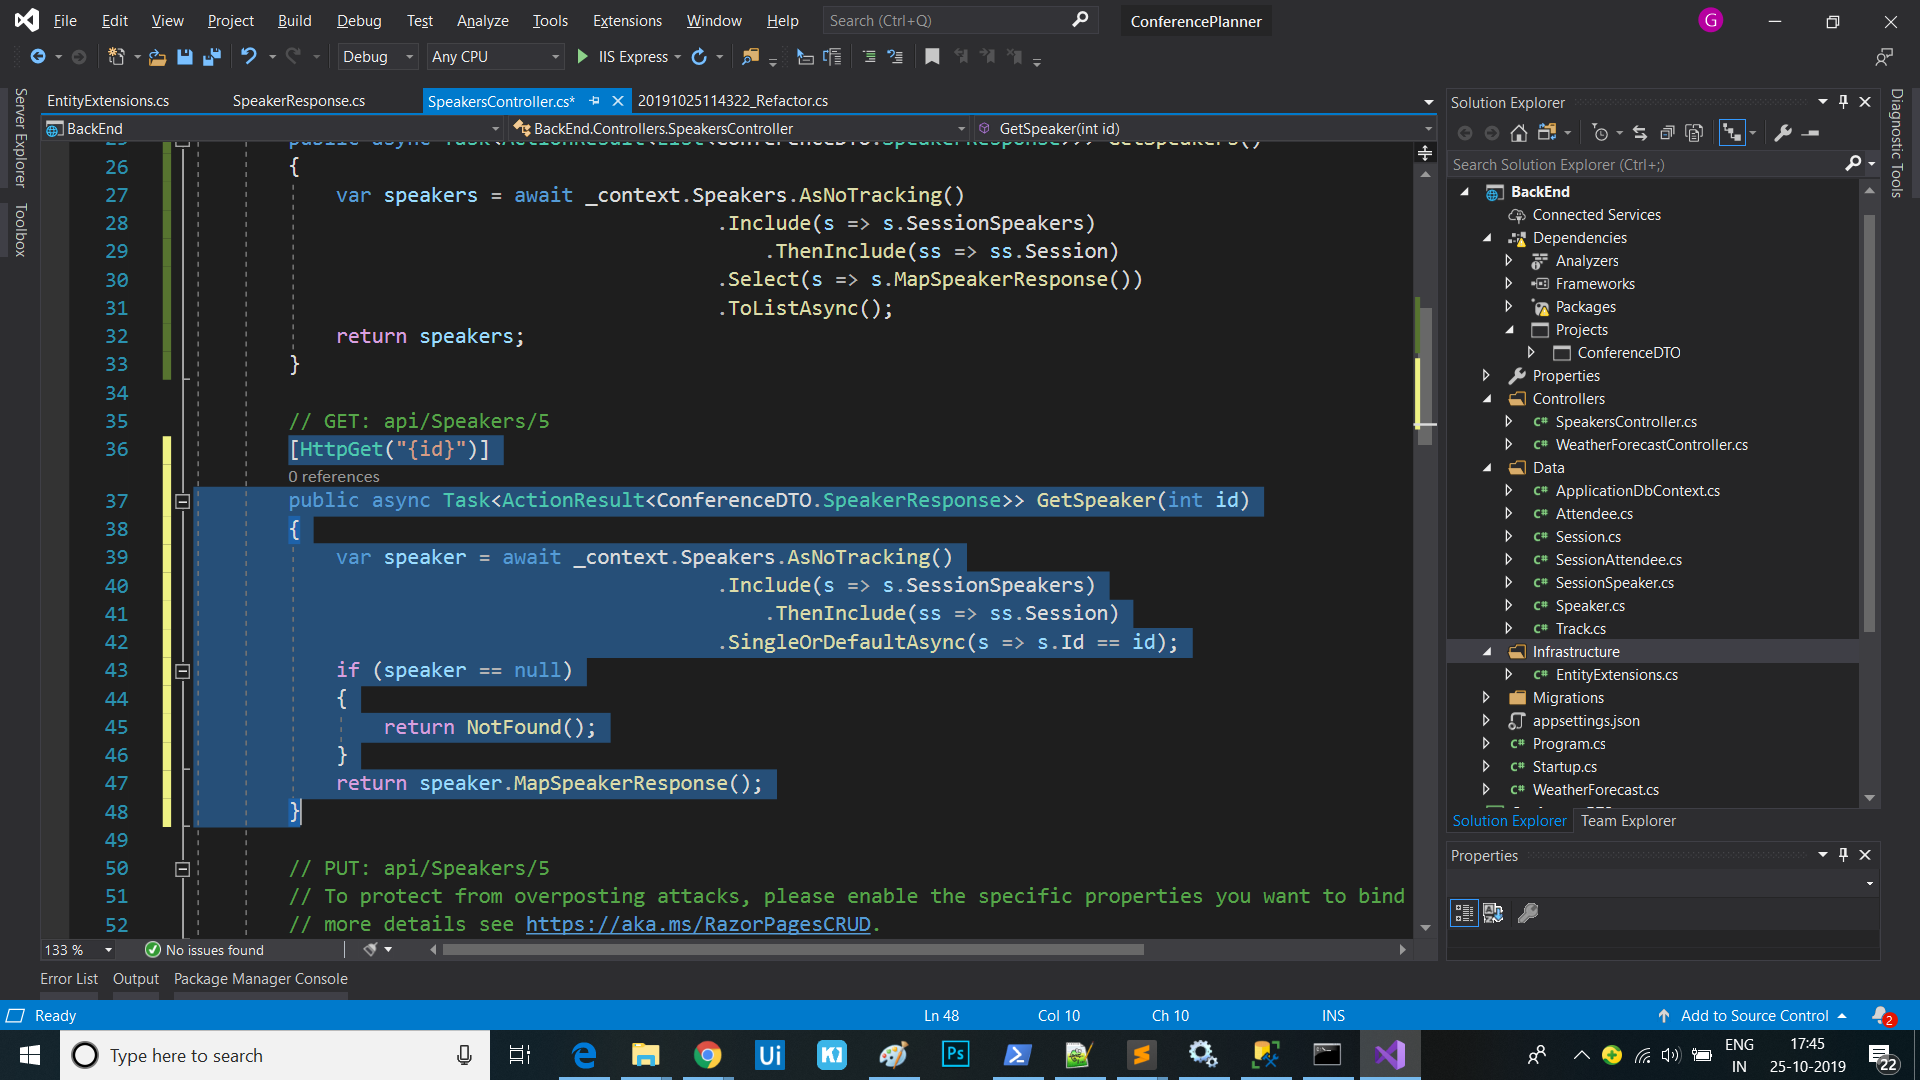 File Edit View Project Build Debug Test Analyze Tools Extensions Window Help Search (Ctrl+Q) ConferencePlanner G
Debug Any CPU IIS Express
EntityExtensions.cs SpeakerResponse.cs SpeakersController.cs* 20191025114322_Refactor.cs
BackEnd BackEnd.Controllers.SpeakersController GetSpeaker(int id)
Server Explorer
Toolbox
25 public async Task<ActionResult<List<ConferenceDTO.SpeakerResponse>>> GetSpeakers()
26 {
27 var speakers = await _context.Speakers.AsNoTracking()
28 .Include(s => s.SessionSpeakers)
29 .ThenInclude(ss => ss.Session)
30 .Select(s => s.MapSpeakerResponse())
31 .ToListAsync();
32 return speakers;
33 }
34
35 // GET: api/Speakers/5
36 [HttpGet("{id}")]
0 references
37 public async Task<ActionResult<ConferenceDTO.SpeakerResponse>> GetSpeaker(int id)
38 {
39 var speaker = await _context.Speakers.AsNoTracking()
40 .Include(s => s.SessionSpeakers)
41 .ThenInclude(ss => ss.Session)
42 .SingleOrDefaultAsync(s => s.Id == id);
43 if (speaker == null)
44 {
45 return NotFound();
46 }
47 return speaker.MapSpeakerResponse();
48 }
49
50 // PUT: api/Speakers/5
51 // To protect from overposting attacks, please enable the specific properties you want to bind
52 // more details see https://aka.ms/RazorPagesCRUD.
133 % No issues found
Error List Output Package Manager Console
Solution Explorer
Search Solution Explorer (Ctrl+;)
BackEnd
Connected Services
Dependencies
Analyzers
Frameworks
Packages
Projects
ConferenceDTO
Properties
Controllers
C# SpeakersController.cs
C# WeatherForecastController.cs
Data
C# ApplicationDbContext.cs
C# Attendee.cs
C# Session.cs
C# SessionAttendee.cs
C# SessionSpeaker.cs
C# Speaker.cs
C# Track.cs
Infrastructure
C# EntityExtensions.cs
Migrations
appsettings.json
C# Program.cs
C# Startup.cs
C# WeatherForecast.cs
Solution Explorer Team Explorer
Properties
Diagnostic Tools
Ready Ln 48 Col 10 Ch 10 INS Add to Source Control 2
Type here to search Ui K Ps ENG IN 17:45 25-10-2019 22